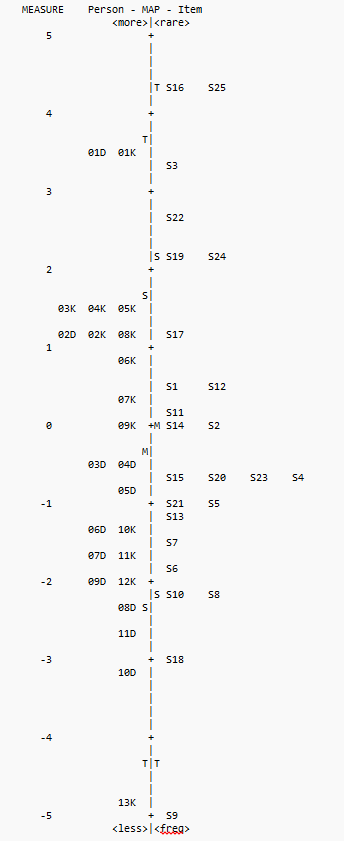 MEASURE Person - MAP - Item
<more>|<rare>
5 +
|
|
|
|T S16 S25
|
4 +
|
T|
01D 01K |
| S3
|
3 +
|
| S22
|
|
|S S19 S24
2 +
|
S|
03K 04K 05K |
|
02D 02K 08K | S17
1 +
06K |
|
| S1 S12
07K |
| S11
0 09K +M S14 S2
|
M|
03D 04D |
| S15 S20 S23 S4
05D |
-1 + S21 S5
| S13
06D 10K |
| S7
07D 11K |
| S6
-2 09D 12K +
|S S10 S8
08D S|
|
11D |
|
-3 + S18
10D |
|
|
|
|
-4 +
|
T|T
|
|
13K |
-5 + S9
<less>|<freq>